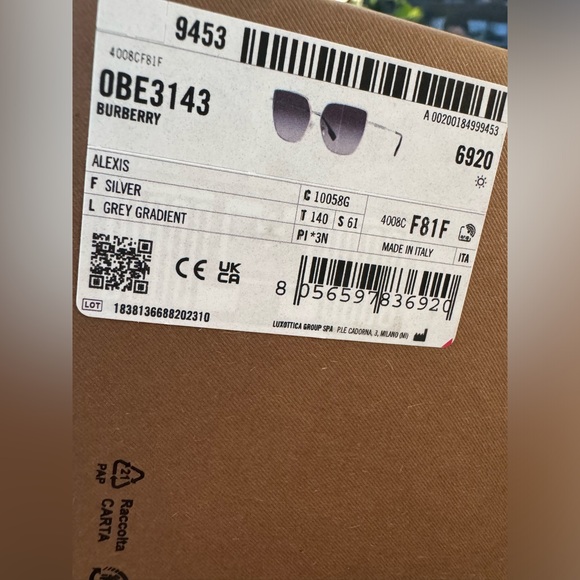 9453
4008CF81F
0BE3143
BURBERRY
A 00200184999453
6920
ALEXIS
F SILVER
L GREY GRADIENT
C 10058G
T 140 S 61
PI *3N
4008C F81F
MADE IN ITALY
ITA
CE UK CA
8 056597 836920
LOT 1838136688202310
LUXOTTICA GROUP SPA P.LE CADORNA, 3, MILANO (MI)
21
PAP
Raccolta
CARTA